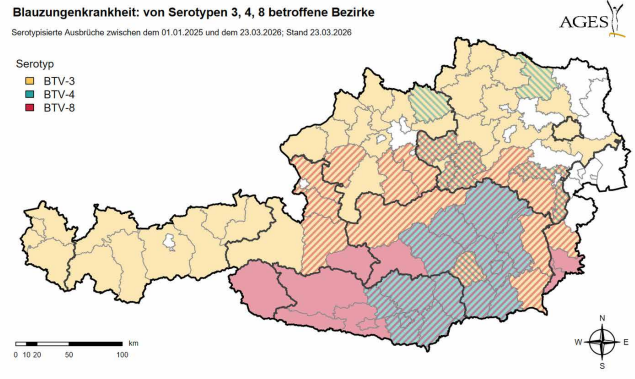 Blauzungenkrankheit: von Serotypen 3, 4, 8 betroffene Bezirke
AGES
Serotypisierte Ausbrüche zwischen dem 01.01.2025 und dem 23.03.2026; Stand 23.03.2026
Serotyp
BTV-3
BTV-4
BTV-8
km
0 10 20 50 100
N
W E
S